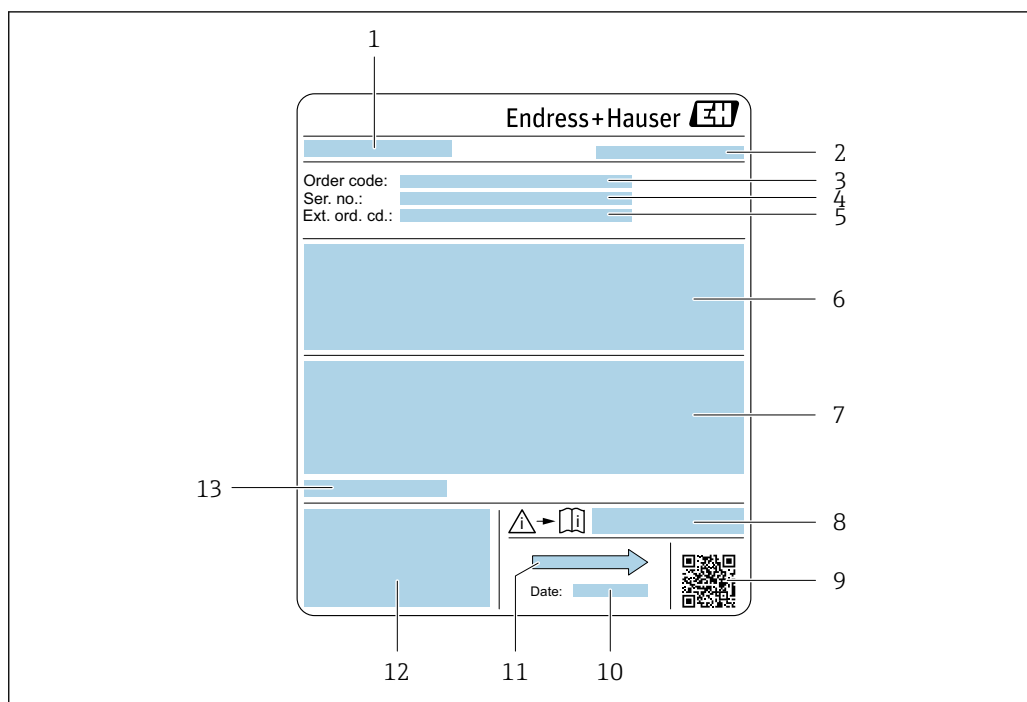 1
Endress+Hauser EH
2
Order code: 3
Ser. no.: 4
Ext. ord. cd.: 5
6
7
13
i i 8
9
Date:
12 11 10